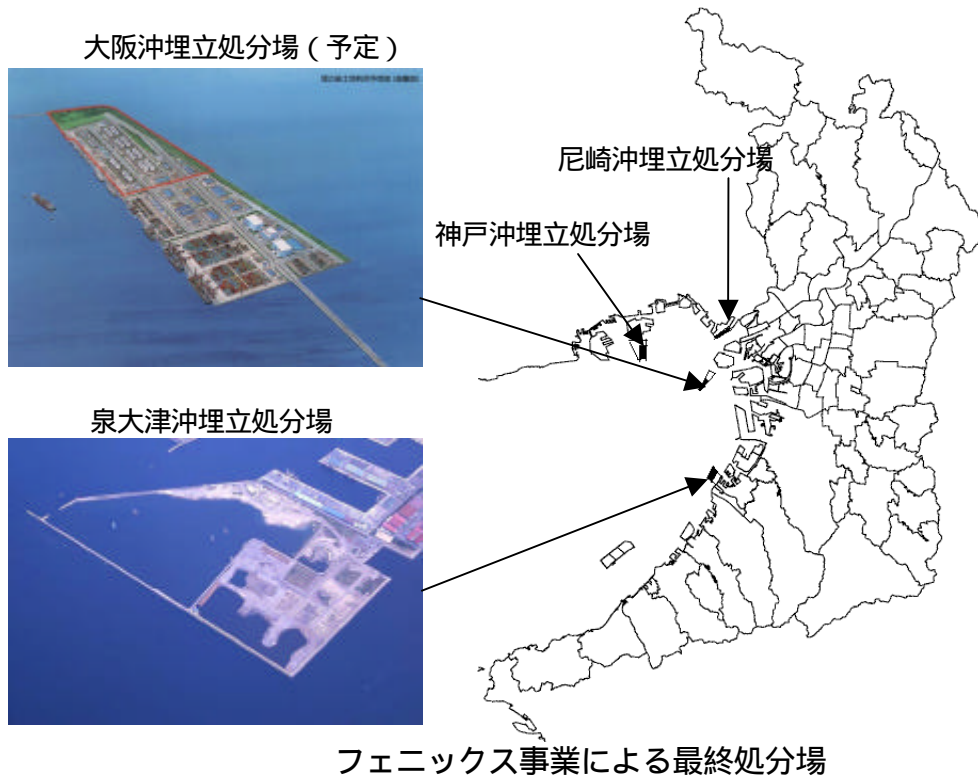 大阪沖埋立処分場（予定）
尼崎沖埋立処分場
神戸沖埋立処分場
泉大津沖埋立処分場
フェニックス事業による最終処分場